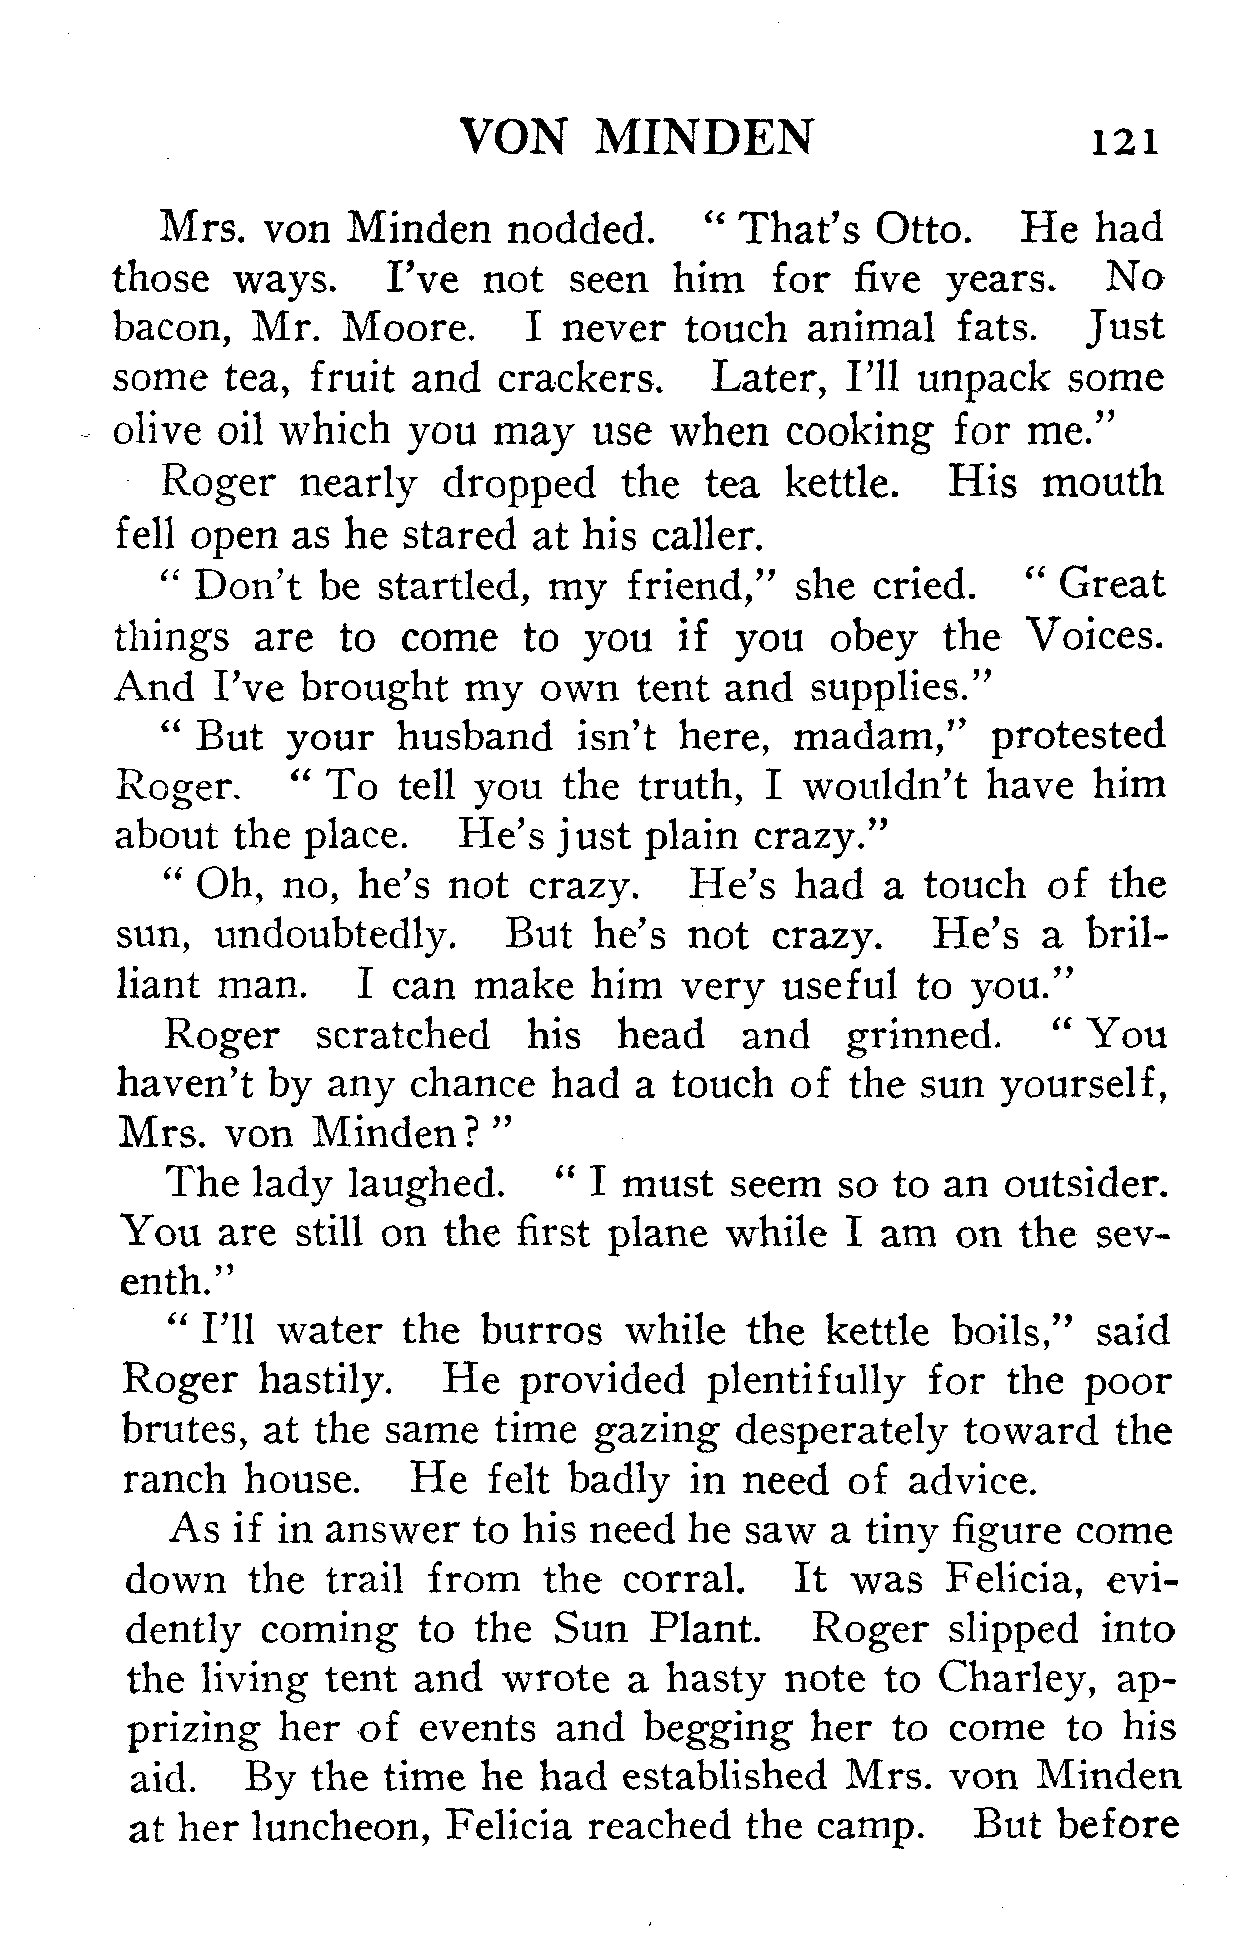 VON MINDEN 121
Mrs. von Minden nodded. “ That’s Otto. He had
those ways. I’ve not seen him for five years. No
bacon, Mr. Moore. I never touch animal fats. Just
some tea, fruit and crackers. Later, I’ll unpack some
olive oil which you may use when cooking for me.”
Roger nearly dropped the tea kettle. His mouth
fell open as he stared at his caller.
“ Don’t be startled, my friend,” she cried. “ Great
things are to come to you if you obey the Voices.
And I’ve brought my own tent and supplies.”
“ But your husband isn’t here, madam,” protested
Roger. “ To tell you the truth, I wouldn’t have him
about the place. He’s just plain crazy.”
“ Oh, no, he’s not crazy. He’s had a touch of the
sun, undoubtedly. But he’s not crazy. He’s a bril-
liant man. I can make him very useful to you.”
Roger scratched his head and grinned. “ You
haven’t by any chance had a touch of the sun yourself,
Mrs. von Minden? ”
The lady laughed. “ I must seem so to an outsider.
You are still on the first plane while I am on the sev-
enth.”
“ I’ll water the burros while the kettle boils,” said
Roger hastily. He provided plentifully for the poor
brutes, at the same time gazing desperately toward the
ranch house. He felt badly in need of advice.
As if in answer to his need he saw a tiny figure come
down the trail from the corral. It was Felicia, evi-
dently coming to the Sun Plant. Roger slipped into
the living tent and wrote a hasty note to Charley, ap-
prizing her of events and begging her to come to his
aid. By the time he had established Mrs. von Minden
at her luncheon, Felicia reached the camp. But before